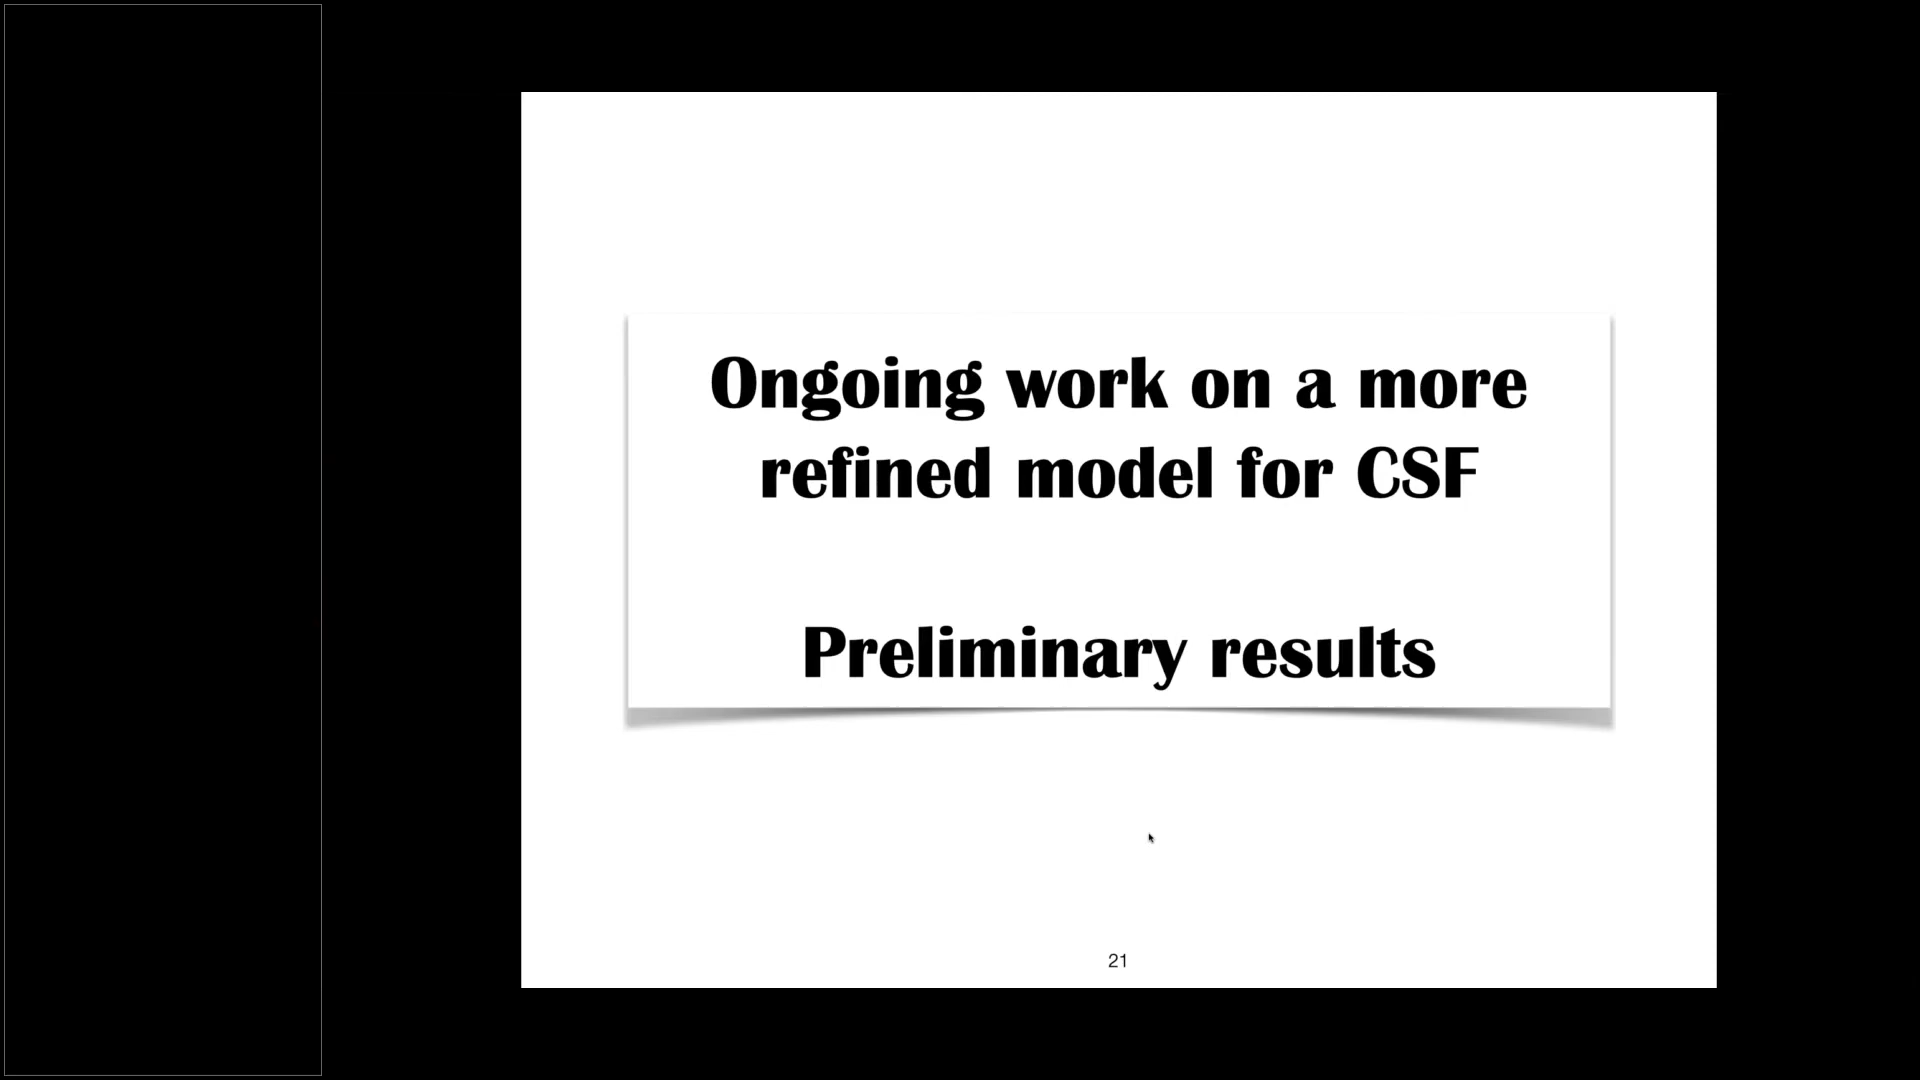 Ongoing work on a more
refined model for CSF
Preliminary results
21